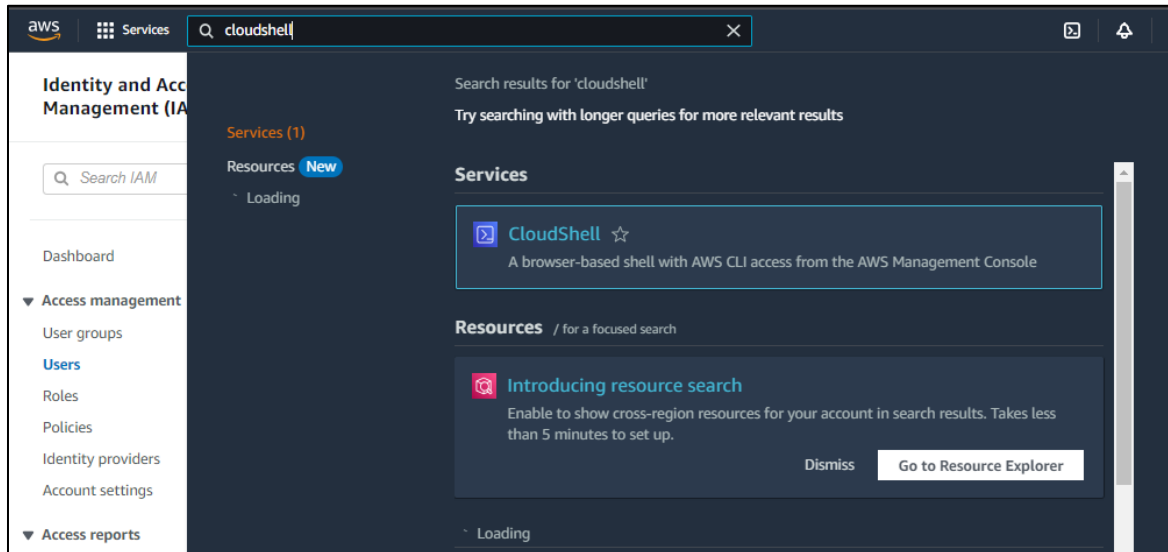 aws
Services
cloudshell
Identity and Acc
Management (IA
Search IAM
Dashboard
Access management
User groups
Users
Roles
Policies
Identity providers
Account settings
Access reports
Services (1)
Resources New
Loading
Search results for 'cloudshell'
Try searching with longer queries for more relevant results
Services
CloudShell
A browser-based shell with AWS CLI access from the AWS Management Console
Resources / for a focused search
Introducing resource search
Enable to show cross-region resources for your account in search results. Takes less
than 5 minutes to set up.
Dismiss
Go to Resource Explorer
Loading